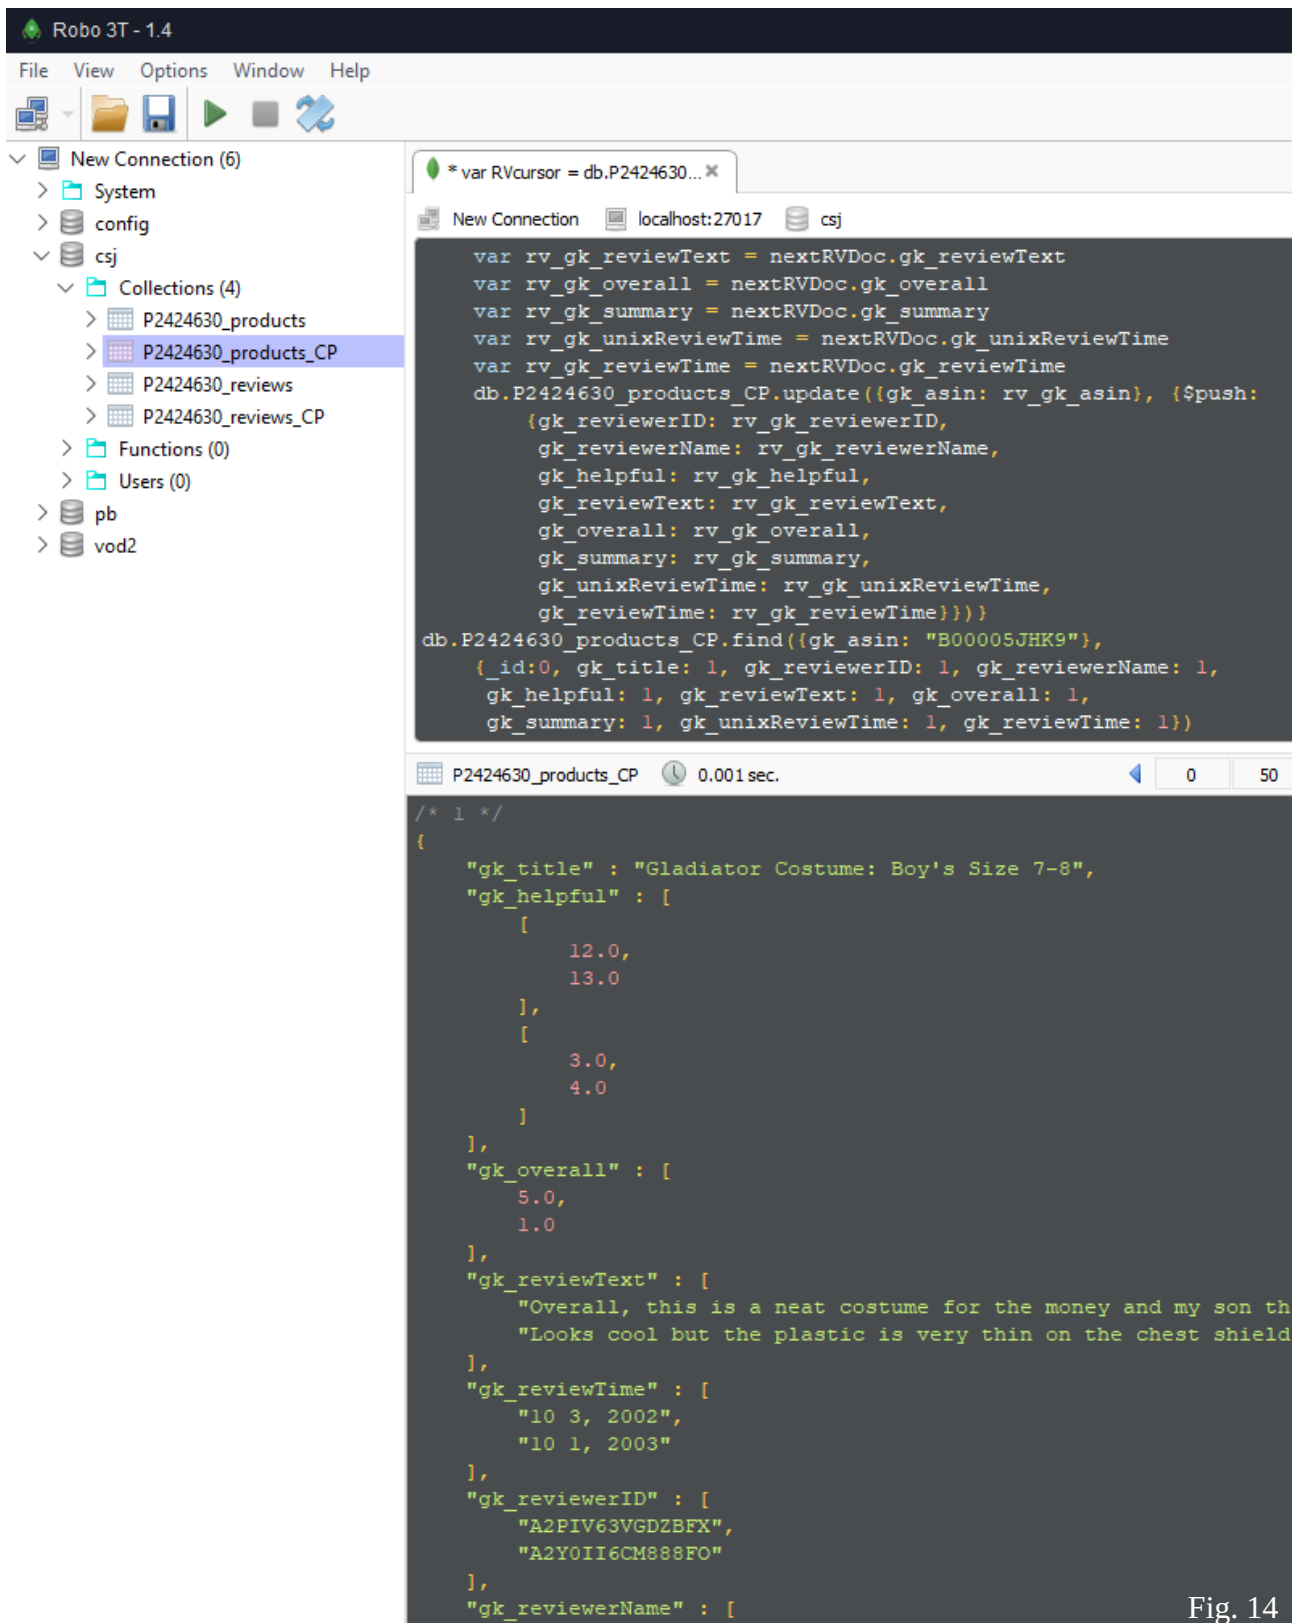 Robo 3T - 1.4
File View Options Window Help
New Connection (6)
System
config
csj
Collections (4)
P2424630_products
P2424630_products_CP
P2424630_reviews
P2424630_reviews_CP
Functions (0)
Users (0)
pb
vod2
* var RVcursor = db.P2424630...
New Connection localhost:27017 csj
var rv_gk_reviewText = nextRVDoc.gk_reviewText
var rv_gk_overall = nextRVDoc.gk_overall
var rv_gk_summary = nextRVDoc.gk_summary
var rv_gk_unixReviewTime = nextRVDoc.gk_unixReviewTime
var rv_gk_reviewTime = nextRVDoc.gk_reviewTime
db.P2424630_products_CP.update({gk_asin: rv_gk_asin}, {$push:
{gk_reviewerID: rv_gk_reviewerID,
gk_reviewerName: rv_gk_reviewerName,
gk_helpful: rv_gk_helpful,
gk_reviewText: rv_gk_reviewText,
gk_overall: rv_gk_overall,
gk_summary: rv_gk_summary,
gk_unixReviewTime: rv_gk_unixReviewTime,
gk_reviewTime: rv_gk_reviewTime}})}
db.P2424630_products_CP.find({gk_asin: "B00005JHK9"},
{_id:0, gk_title: 1, gk_reviewerID: 1, gk_reviewerName: 1,
gk_helpful: 1, gk_reviewText: 1, gk_overall: 1,
gk_summary: 1, gk_unixReviewTime: 1, gk_reviewTime: 1})
P2424630_products_CP 0.001 sec. 0 50
/* 1 */
{
"gk_title" : "Gladiator Costume: Boy's Size 7-8",
"gk_helpful" : [
[
12.0,
13.0
],
[
3.0,
4.0
]
],
"gk_overall" : [
5.0,
1.0
],
"gk_reviewText" : [
"Overall, this is a neat costume for the money and my son th
"Looks cool but the plastic is very thin on the chest shield
],
"gk_reviewTime" : [
"10 3, 2002",
"10 1, 2003"
],
"gk_reviewerID" : [
"A2PIV63VGDZBFX",
"A2Y0II6CM888FO"
],
"gk_reviewerName" : [
Fig. 14